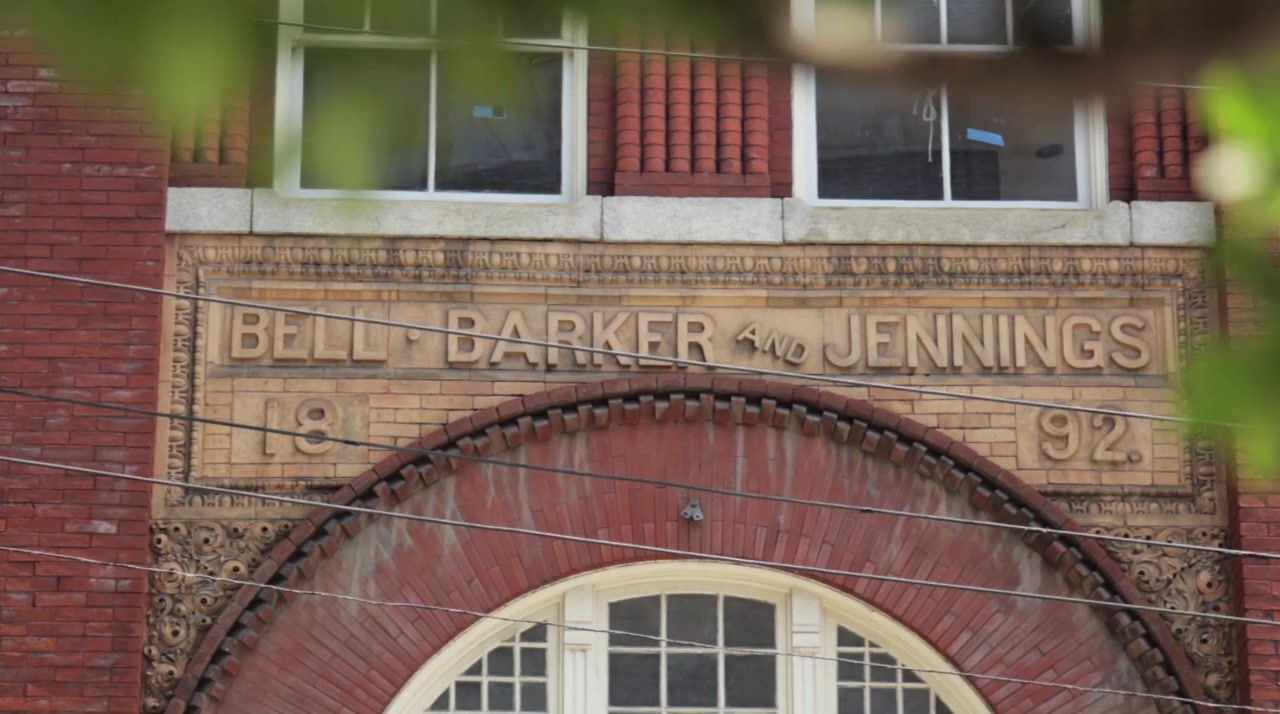 BELL · BARKER AND JENNINGS
18 92.